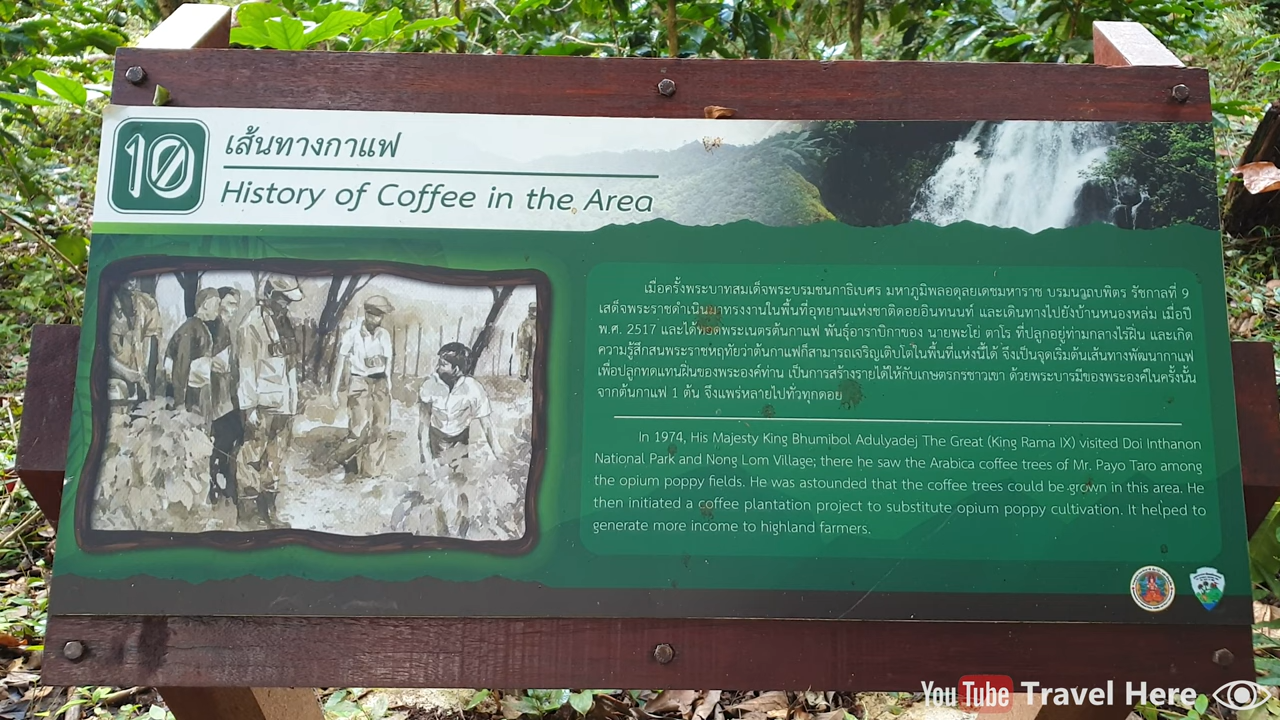 10
เส้นทางกาแฟ
History of Coffee in the Area
เมื่อครั้งพระบาทสมเด็จพระบรมชนกาธิเบศร มหาภูมิพลอดุลยเดชมหาราช บรมนาถบพิตร รัชกาลที่ 9
เสด็จพระราชดำเนินมาทรงงานในพื้นที่อุทยานแห่งชาติดอยอินทนนท์ และเดินทางไปยังบ้านหนองหล่ม เมื่อปี
พ.ศ. 2517 และได้ทอดพระเนตรต้นกาแฟ พันธุ์อาราบิกาของ นายพะโย่ ตาโร ที่ปลูกอยู่ท่ามกลางไร่ฝิ่น และเกิด
ความรู้สึกสนพระราชหฤทัยว่าต้นกาแฟก็สามารถเจริญเติบโตในพื้นที่แห่งนี้ได้ จึงเป็นจุดเริ่มต้นเส้นทางพัฒนากาแฟ
เพื่อปลูกทดแทนฝิ่นของพระองค์ท่าน เป็นการสร้างรายได้ให้กับเกษตรกรชาวเขา ด้วยพระบารมีของพระองค์ในครั้งนั้น
จากต้นกาแฟ 1 ต้น จึงแพร่หลายไปทั่วทุกดอย
In 1974, His Majesty King Bhumibol Adulyadej The Great (King Rama IX) visited Doi Inthanon
National Park and Nong Lom Village; there he saw the Arabica coffee trees of Mr. Payo Taro among
the opium poppy fields. He was astounded that the coffee trees could be grown in this area. He
then initiated a coffee plantation project to substitute opium poppy cultivation. It helped to
generate more income to highland farmers.
YouTube Travel Here